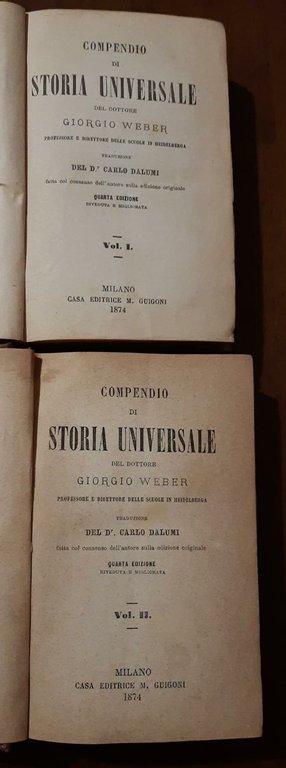 COMPENDIO
DI
STORIA UNIVERSALE
DEL DOTTORE
GIORGIO WEBER
PROFESSORE E DIRETTORE DELLE SCUOLE IN HEIDELBERGA
TRADUZIONE
DEL D.r CARLO DALUMI
fatta col consenso dell'autore sulla edizione originale
QUARTA EDIZIONE
RIVEDUTA E MIGLIORATA
Vol. I.
MILANO
CASA EDITRICE M. GUIGONI
1874
COMPENDIO
DI
STORIA UNIVERSALE
DEL DOTTORE
GIORGIO WEBER
PROFESSORE E DIRETTORE DELLE SCUOLE IN HEIDELBERGA
TRADUZIONE
DEL D.r CARLO DALUMI
fatta col consenso dell'autore sulla edizione originale
QUARTA EDIZIONE
RIVEDUTA E MIGLIORATA
Vol. II.
MILANO
CASA EDITRICE M. GUIGONI
1874